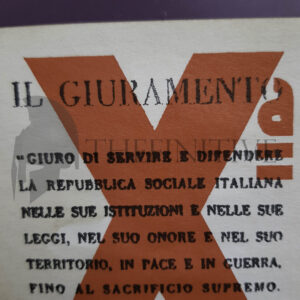 IL GIURAMENTO
THEFINITIVE
"GIURO DI SERVIRE E DIFENDERE
LA REPUBBLICA SOCIALE ITALIANA
NELLE SUE ISTITUZIONI E NELLE SUE
LEGGI, NEL SUO ONORE E NEL SUO
TERRITORIO, IN PACE E IN GUERRA,
FINO AL SACRIFICIO SUPREMO.